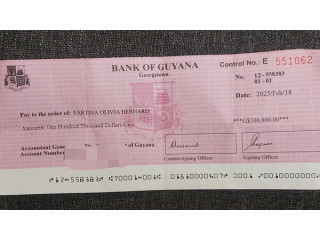 BANK OF GUYANA
Georgetown
Control No.: E 551062
No. 12 - 558383
01 - 01
Date : 2025/Feb/18
Pay to the order of: EARTHA OLIVIA BERNARD
Amount: One Hundred Thousand Dollars Only
**G$100,000.00**
Accountant Gene
of Guyana
Account Number
Countersigning Officer
Signing Officer